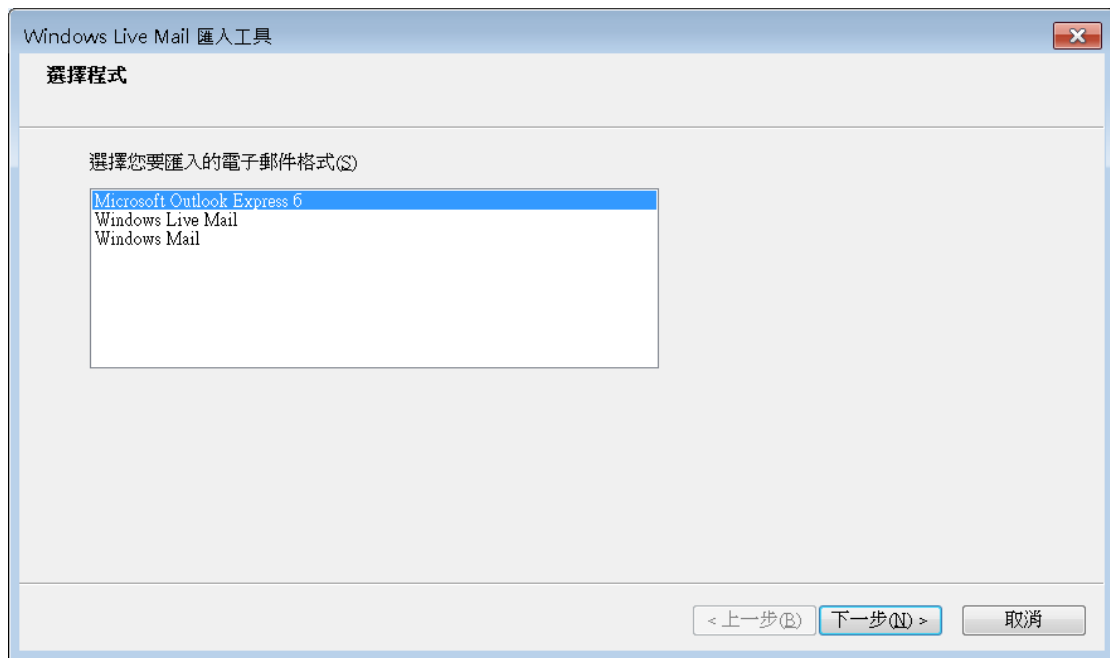 Windows Live Mail 匯入工具
選擇程式
選擇您要匯入的電子郵件格式(S)
Microsoft Outlook Express 6
Windows Live Mail
Windows Mail
< 上一步(B) 下一步(N) > 取消